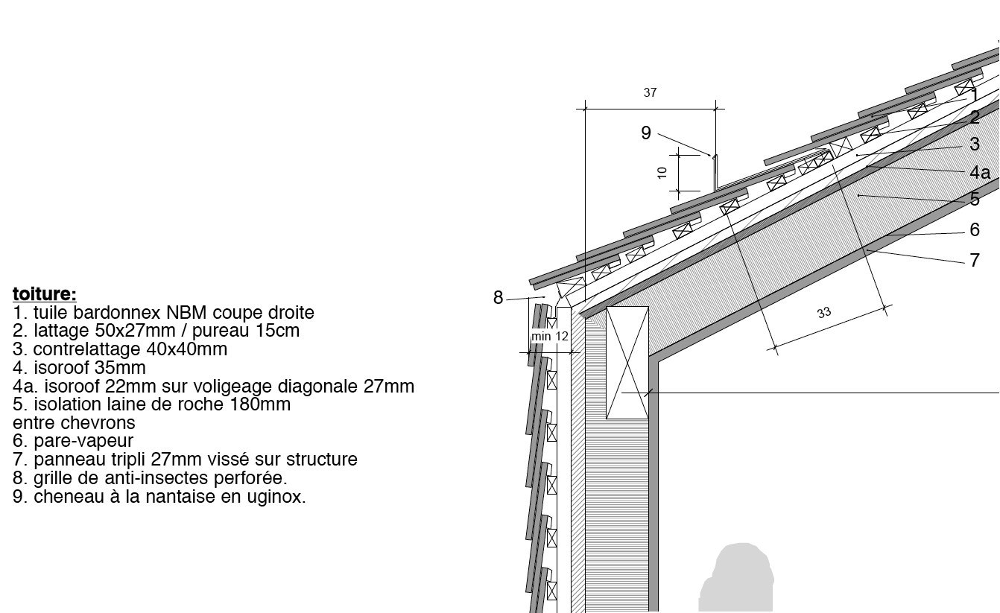 37
1
2
9
3
10
4a
5
6
7
toiture:
8
1. tuile bardonnex NBM coupe droite
33
2. lattage 50x27mm / pureau 15cm
min 12
3. contrelattage 40x40mm
4. isoroof 35mm
4a. isoroof 22mm sur voligeage diagonale 27mm
5. isolation laine de roche 180mm
entre chevrons
6. pare-vapeur
7. panneau tripli 27mm vissé sur structure
8. grille de anti-insectes perforée.
9. cheneau à la nantaise en uginox.